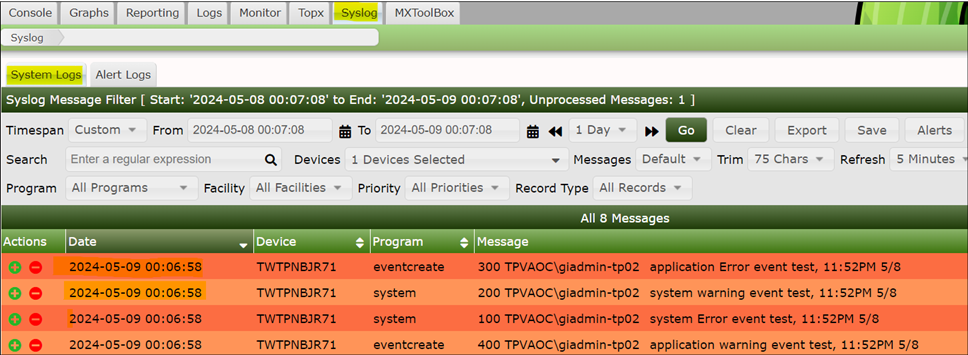 Console Graphs Reporting Logs Monitor Topx Syslog MXToolBox
Syslog
System Logs Alert Logs
Syslog Message Filter [ Start: '2024-05-08 00:07:08' to End: '2024-05-09 00:07:08', Unprocessed Messages: 1 ]
Timespan Custom From 2024-05-08 00:07:08 To 2024-05-09 00:07:08 1 Day Go Clear Export Save Alerts
Search Enter a regular expression Devices 1 Devices Selected Messages Default Trim 75 Chars Refresh 5 Minutes
Program All Programs Facility All Facilities Priority All Priorities Record Type All Records
All 8 Messages
Actions Date Device Program Message
2024-05-09 00:06:58 TWTPNBJR71 eventcreate 300 TPVAOC\giadmin-tp02 application Error event test, 11:52PM 5/8
2024-05-09 00:06:58 TWTPNBJR71 system 200 TPVAOC\giadmin-tp02 system warning event test, 11:52PM 5/8
2024-05-09 00:06:58 TWTPNBJR71 system 100 TPVAOC\giadmin-tp02 system Error event test, 11:52PM 5/8
2024-05-09 00:06:58 TWTPNBJR71 eventcreate 400 TPVAOC\giadmin-tp02 application warning event test, 11:52PM 5/8